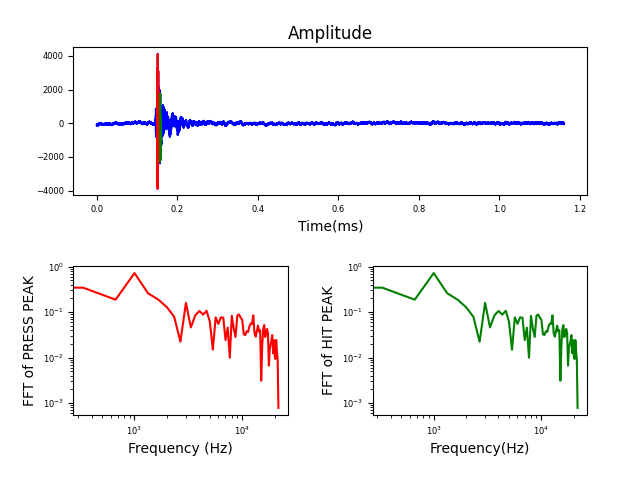 Amplitude
4000
2000
0
−2000
−4000
0.0 0.2 0.4 0.6 0.8 1.0 1.2
Time(ms)
FFT of PRESS PEAK
10⁰
10⁻¹
10⁻²
10⁻³
10³ 10⁴
Frequency (Hz)
FFT of HIT PEAK
10⁰
10⁻¹
10⁻²
10⁻³
10³ 10⁴
Frequency(Hz)